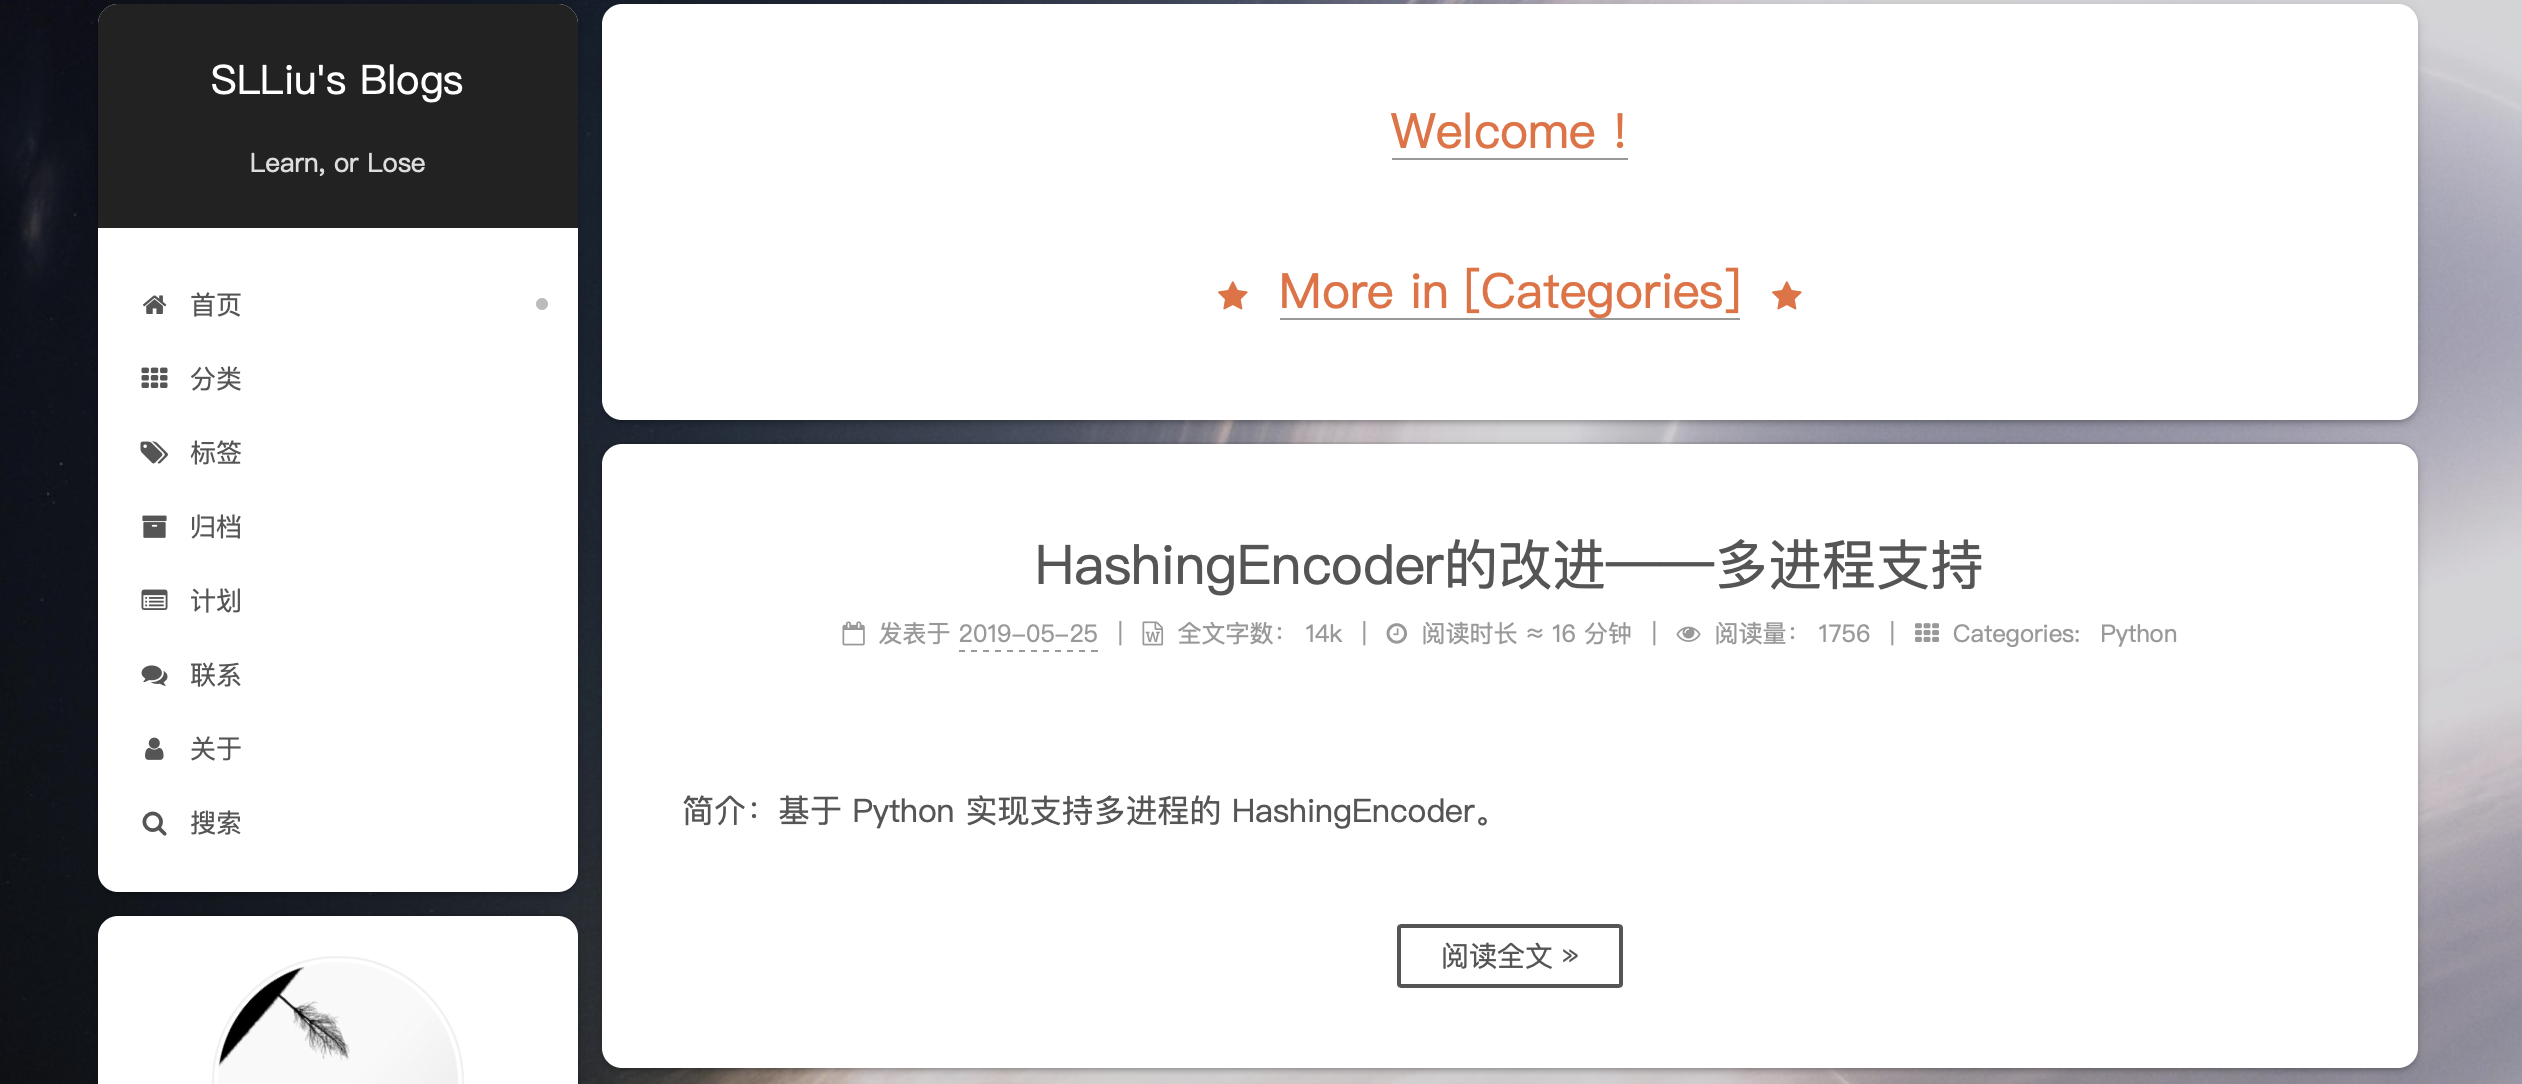 SLLiu's Blogs
Learn, or Lose
首页
分类
标签
归档
计划
联系
关于
搜索
Welcome !
★ More in [Categories] ★
HashingEncoder的改进——多进程支持
发表于 2019-05-25 | 全文字数： 14k | 阅读时长 ≈ 16 分钟 | 阅读量： 1756 | Categories: Python
简介：基于 Python 实现支持多进程的 HashingEncoder。
阅读全文 »